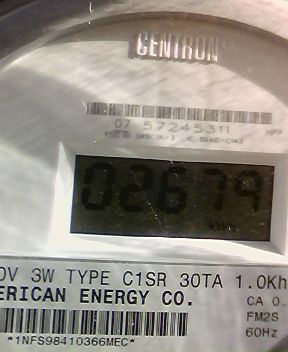 CENTRON®
07 57245311
02679
kWh
0V 3W TYPE C1SR 30TA 1.0Kh
ERICAN ENERGY CO.
CA 0.
FM2S
60Hz
*1NFS98410366MEC*